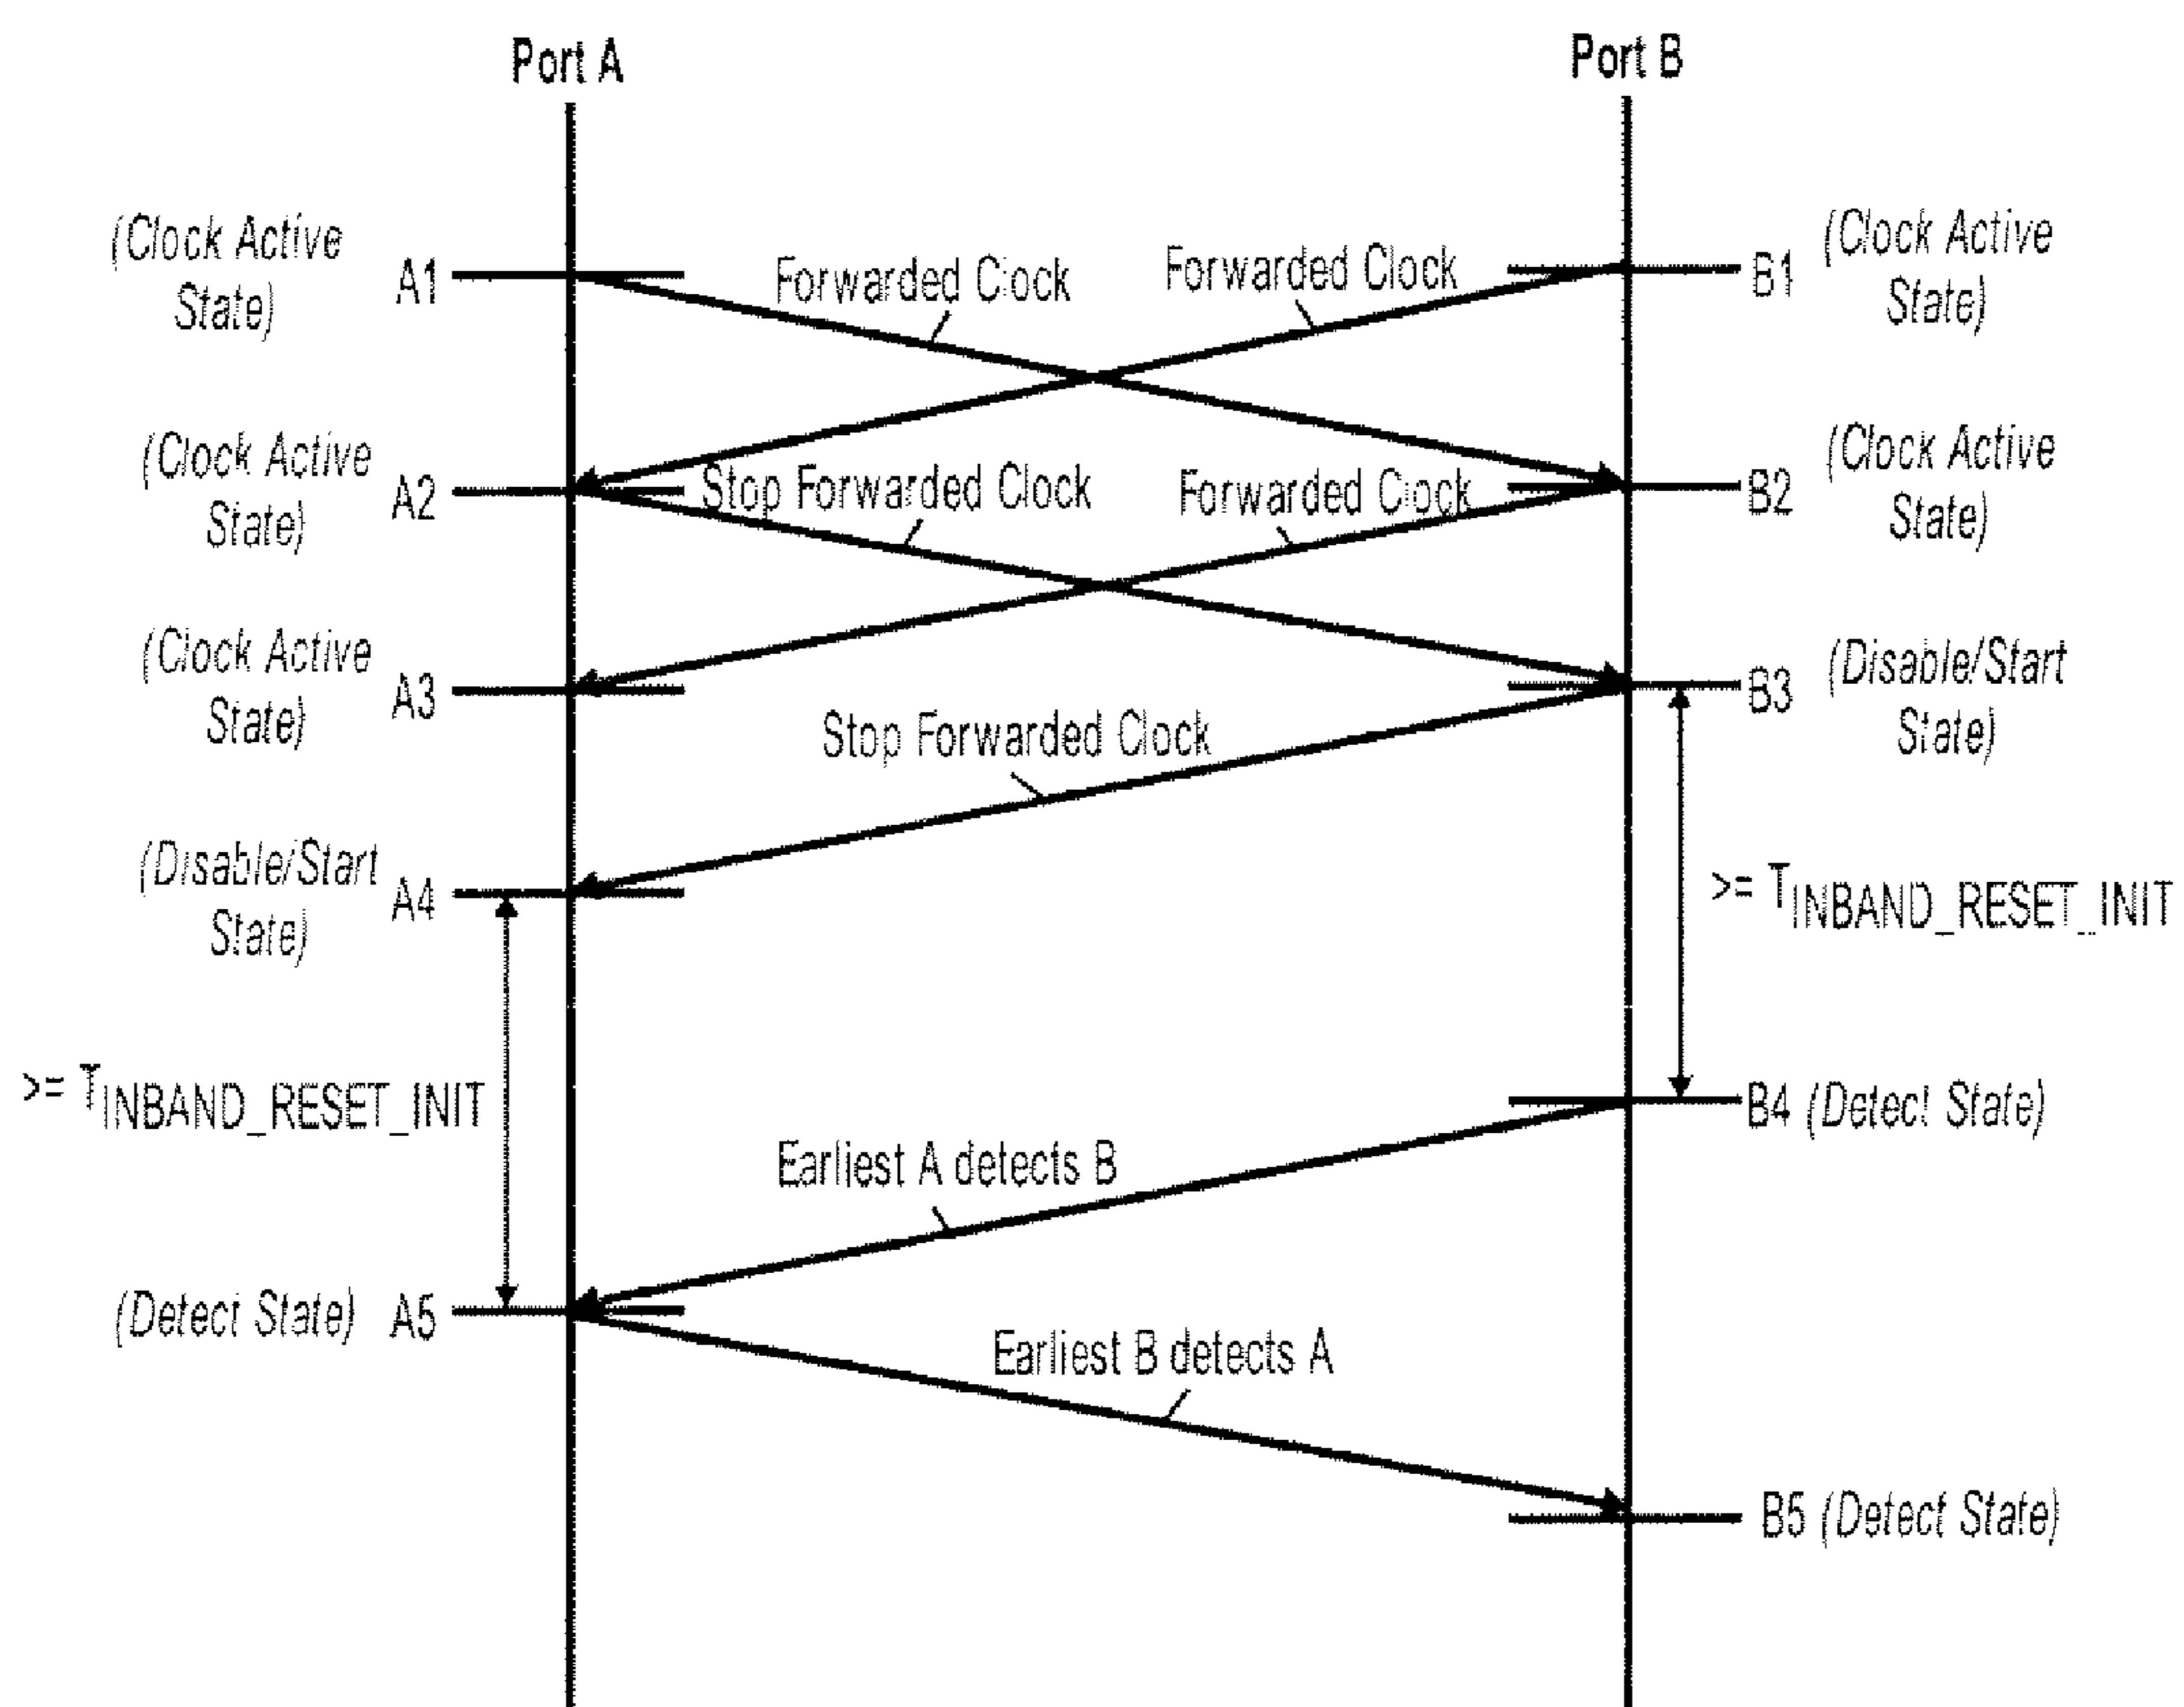 Port A
Port B
(Clock Active
State)
A1
Forwarded Clock
Forwarded Clock
B1
(Clock Active
State)
(Clock Active
State)
A2
Stop Forwarded Clock
Forwarded Clock
B2
(Clock Active
State)
(Clock Active
State)
A3
B3
(Disable/Start
State)
Stop Forwarded Clock
(Disable/Start
State)
A4
>= TINBAND_RESET_INIT
>= TINBAND_RESET_INIT
B4 (Detect State)
Earliest A detects B
(Detect State) A5
Earliest B detects A
B5 (Detect State)